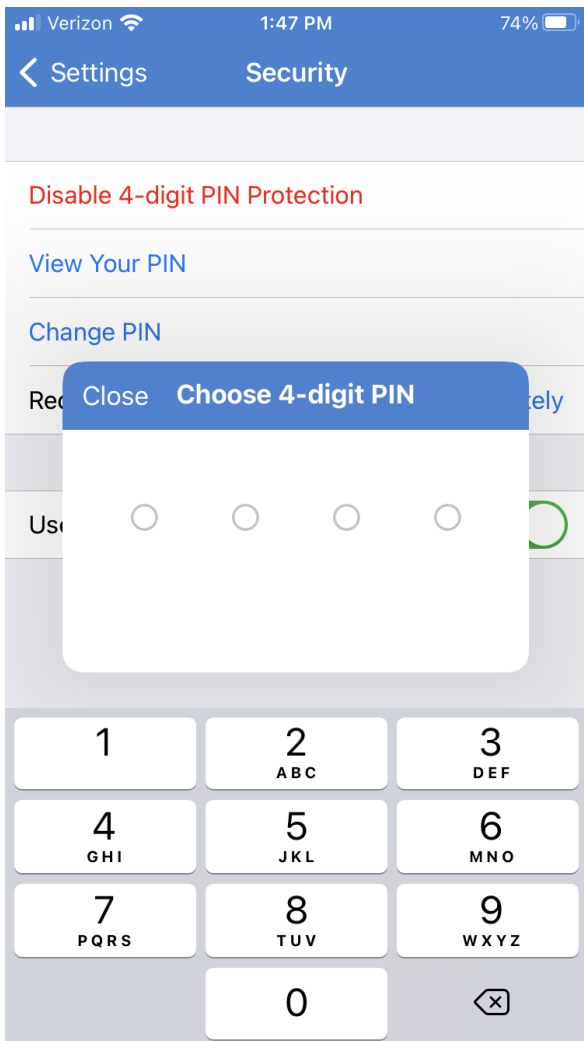 Verizon 1:47 PM 74%
Settings Security
Disable 4-digit PIN Protection
View Your PIN
Change PIN
Close Choose 4-digit PIN
1 2 3
ABC DEF
4 5 6
GHI JKL MNO
7 8 9
PQRS TUV WXYZ
0